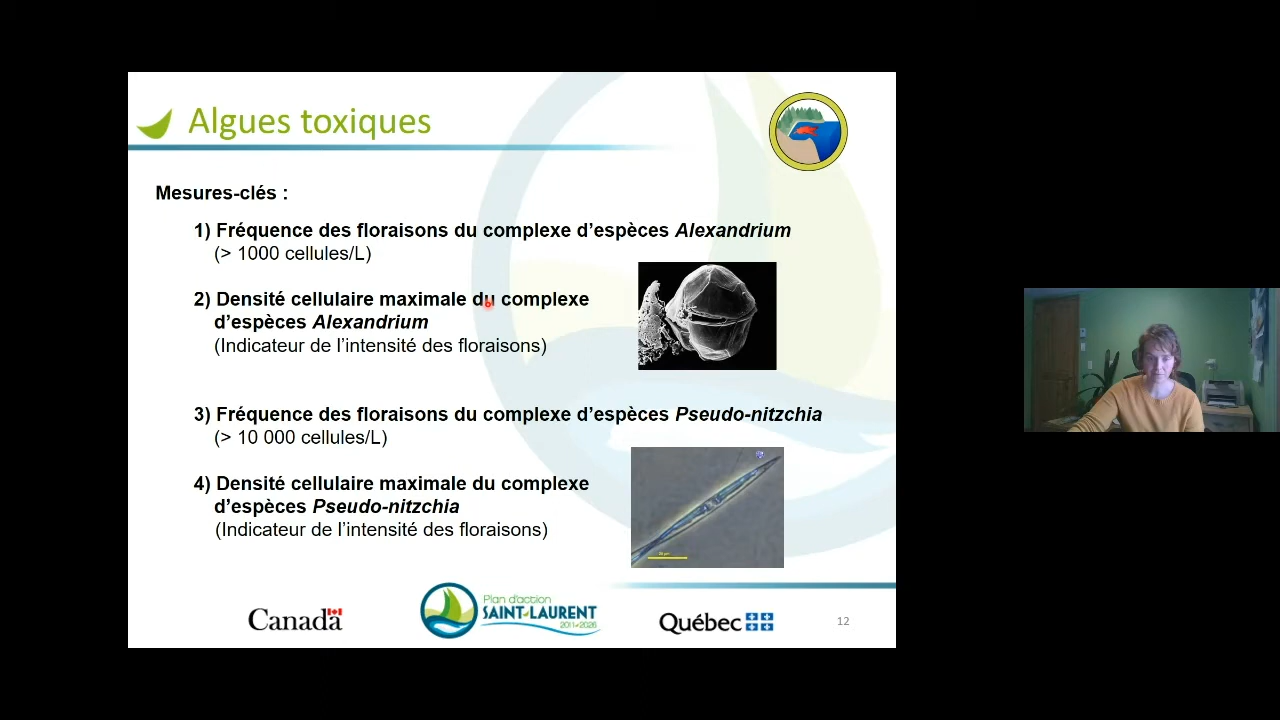 Algues toxiques
Mesures-clés :
1) Fréquence des floraisons du complexe d'espèces Alexandrium
(> 1000 cellules/L)
2) Densité cellulaire maximale du complexe
d'espèces Alexandrium
(Indicateur de l'intensité des floraisons)
3) Fréquence des floraisons du complexe d'espèces Pseudo-nitzchia
(> 10 000 cellules/L)
4) Densité cellulaire maximale du complexe
d'espèces Pseudo-nitzchia
(Indicateur de l'intensité des floraisons)
Canada
Plan d'action
SAINT-LAURENT
2011-2026
Québec
12